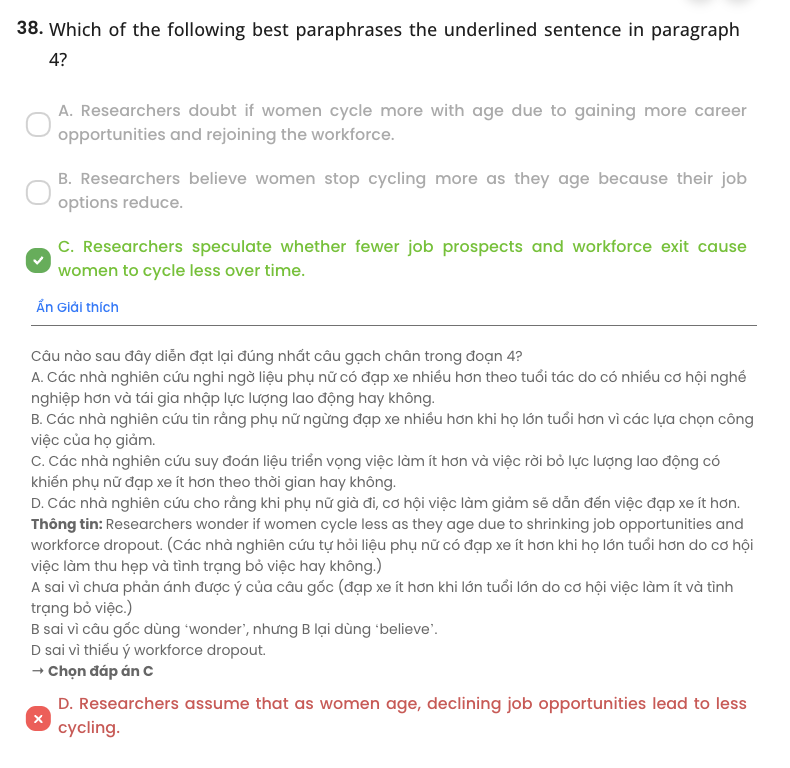 38. Which of the following best paraphrases the underlined sentence in paragraph
4?
A. Researchers doubt if women cycle more with age due to gaining more career
opportunities and rejoining the workforce.
B. Researchers believe women stop cycling more as they age because their job
options reduce.
C. Researchers speculate whether fewer job prospects and workforce exit cause
women to cycle less over time.
Ẩn Giải thích
Câu nào sau đây diễn đạt lại đúng nhất câu gạch chân trong đoạn 4?
A. Các nhà nghiên cứu nghi ngờ liệu phụ nữ có đạp xe nhiều hơn theo tuổi tác do có nhiều cơ hội nghề
nghiệp hơn và tái gia nhập lực lượng lao động hay không.
B. Các nhà nghiên cứu tin rằng phụ nữ ngừng đạp xe nhiều hơn khi họ lớn tuổi hơn vì các lựa chọn công
việc của họ giảm.
C. Các nhà nghiên cứu suy đoán liệu triển vọng việc làm ít hơn và việc rời bỏ lực lượng lao động có
khiến phụ nữ đạp xe ít hơn theo thời gian hay không.
D. Các nhà nghiên cứu cho rằng khi phụ nữ già đi, cơ hội việc làm giảm sẽ dẫn đến việc đạp xe ít hơn.
Thông tin: Researchers wonder if women cycle less as they age due to shrinking job opportunities and
workforce dropout. (Các nhà nghiên cứu tự hỏi liệu phụ nữ có đạp xe ít hơn khi họ lớn tuổi hơn do cơ hội
việc làm thu hẹp và tình trạng bỏ việc hay không.)
A sai vì chưa phản ánh được ý của câu gốc (đạp xe ít hơn khi lớn tuổi lớn do cơ hội việc làm ít và tình
trạng bỏ việc.)
B sai vì câu gốc dùng ‘wonder’, nhưng B lại dùng ‘believe’.
D sai vì thiếu ý workforce dropout.
→ Chọn đáp án C
D. Researchers assume that as women age, declining job opportunities lead to less
cycling.